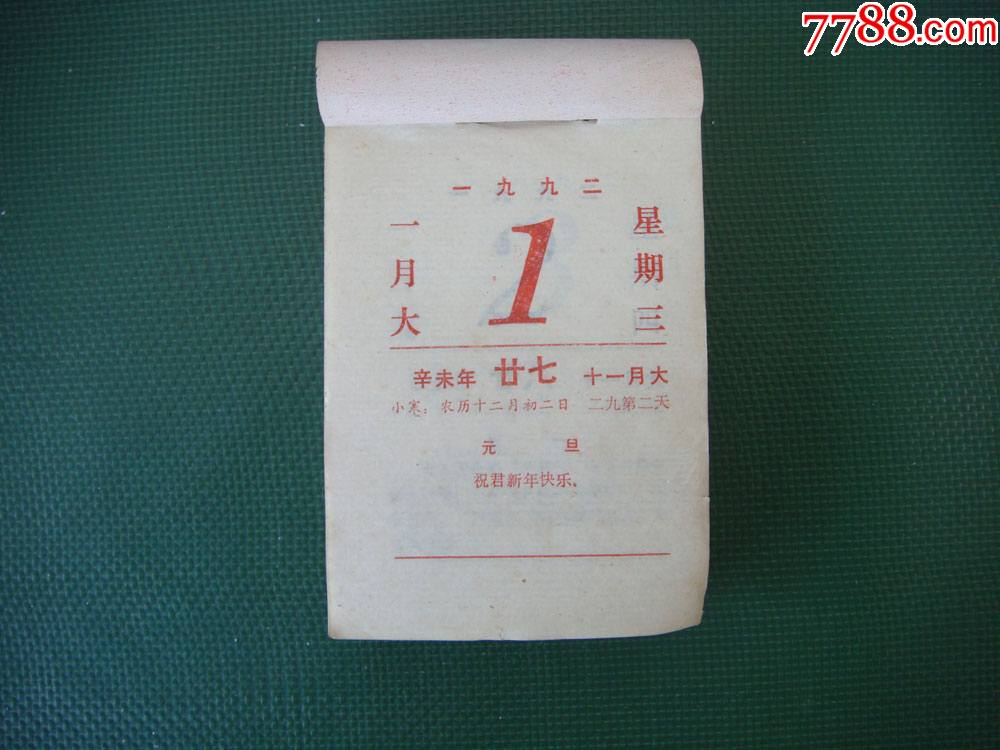 7788.com
一九九二
一月大
1
星期三
辛未年 廿七 十一月大
小寒：农历十二月初二日 二九第二天
元旦
祝君新年快乐。